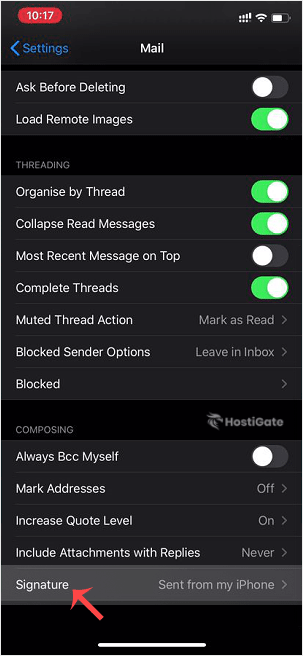 10:17
Settings
Mail
Ask Before Deleting
Load Remote Images
THREADING
Organise by Thread
Collapse Read Messages
Most Recent Message on Top
Complete Threads
Muted Thread Action Mark as Read
Blocked Sender Options Leave in Inbox
Blocked
HostiGate
COMPOSING
Always Bcc Myself
Mark Addresses Off
Increase Quote Level On
Include Attachments with Replies Never
Signature Sent from my iPhone